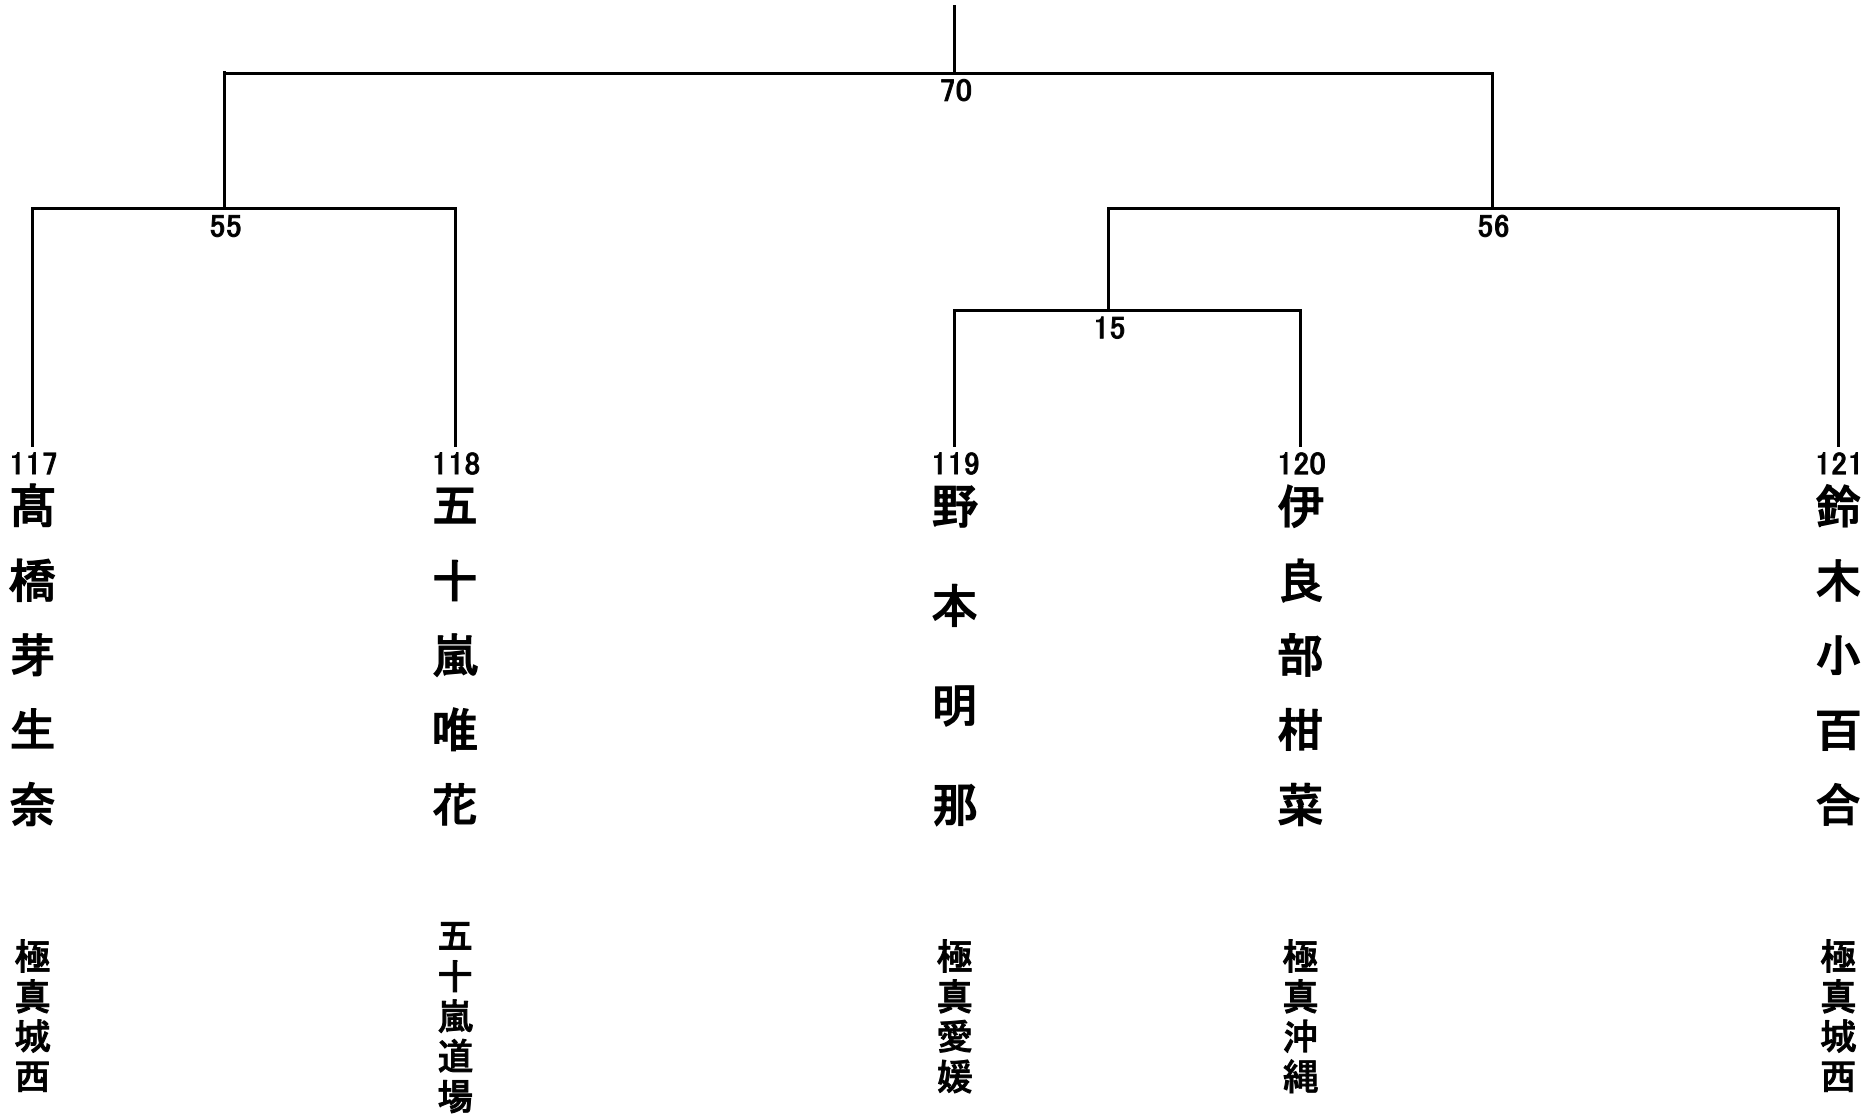 70
55
56
15
117
髙橋芽生奈
極真城西
118
五十嵐唯花
五十嵐道場
119
野本明那
極真愛媛
120
伊良部柑菜
極真沖縄
121
鈴木小百合
極真城西